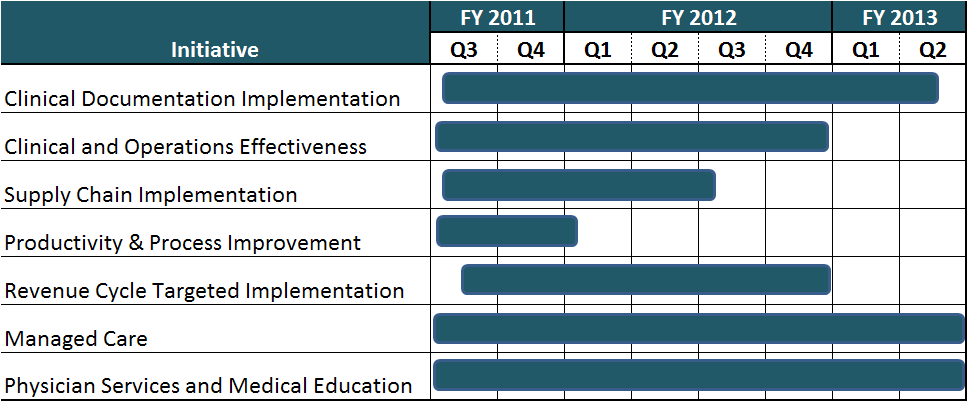 FY 2011 FY 2012 FY 2013
Initiative Q3 Q4 Q1 Q2 Q3 Q4 Q1 Q2
Clinical Documentation Implementation
Clinical and Operations Effectiveness
Supply Chain Implementation
Productivity & Process Improvement
Revenue Cycle Targeted Implementation
Managed Care
Physician Services and Medical Education